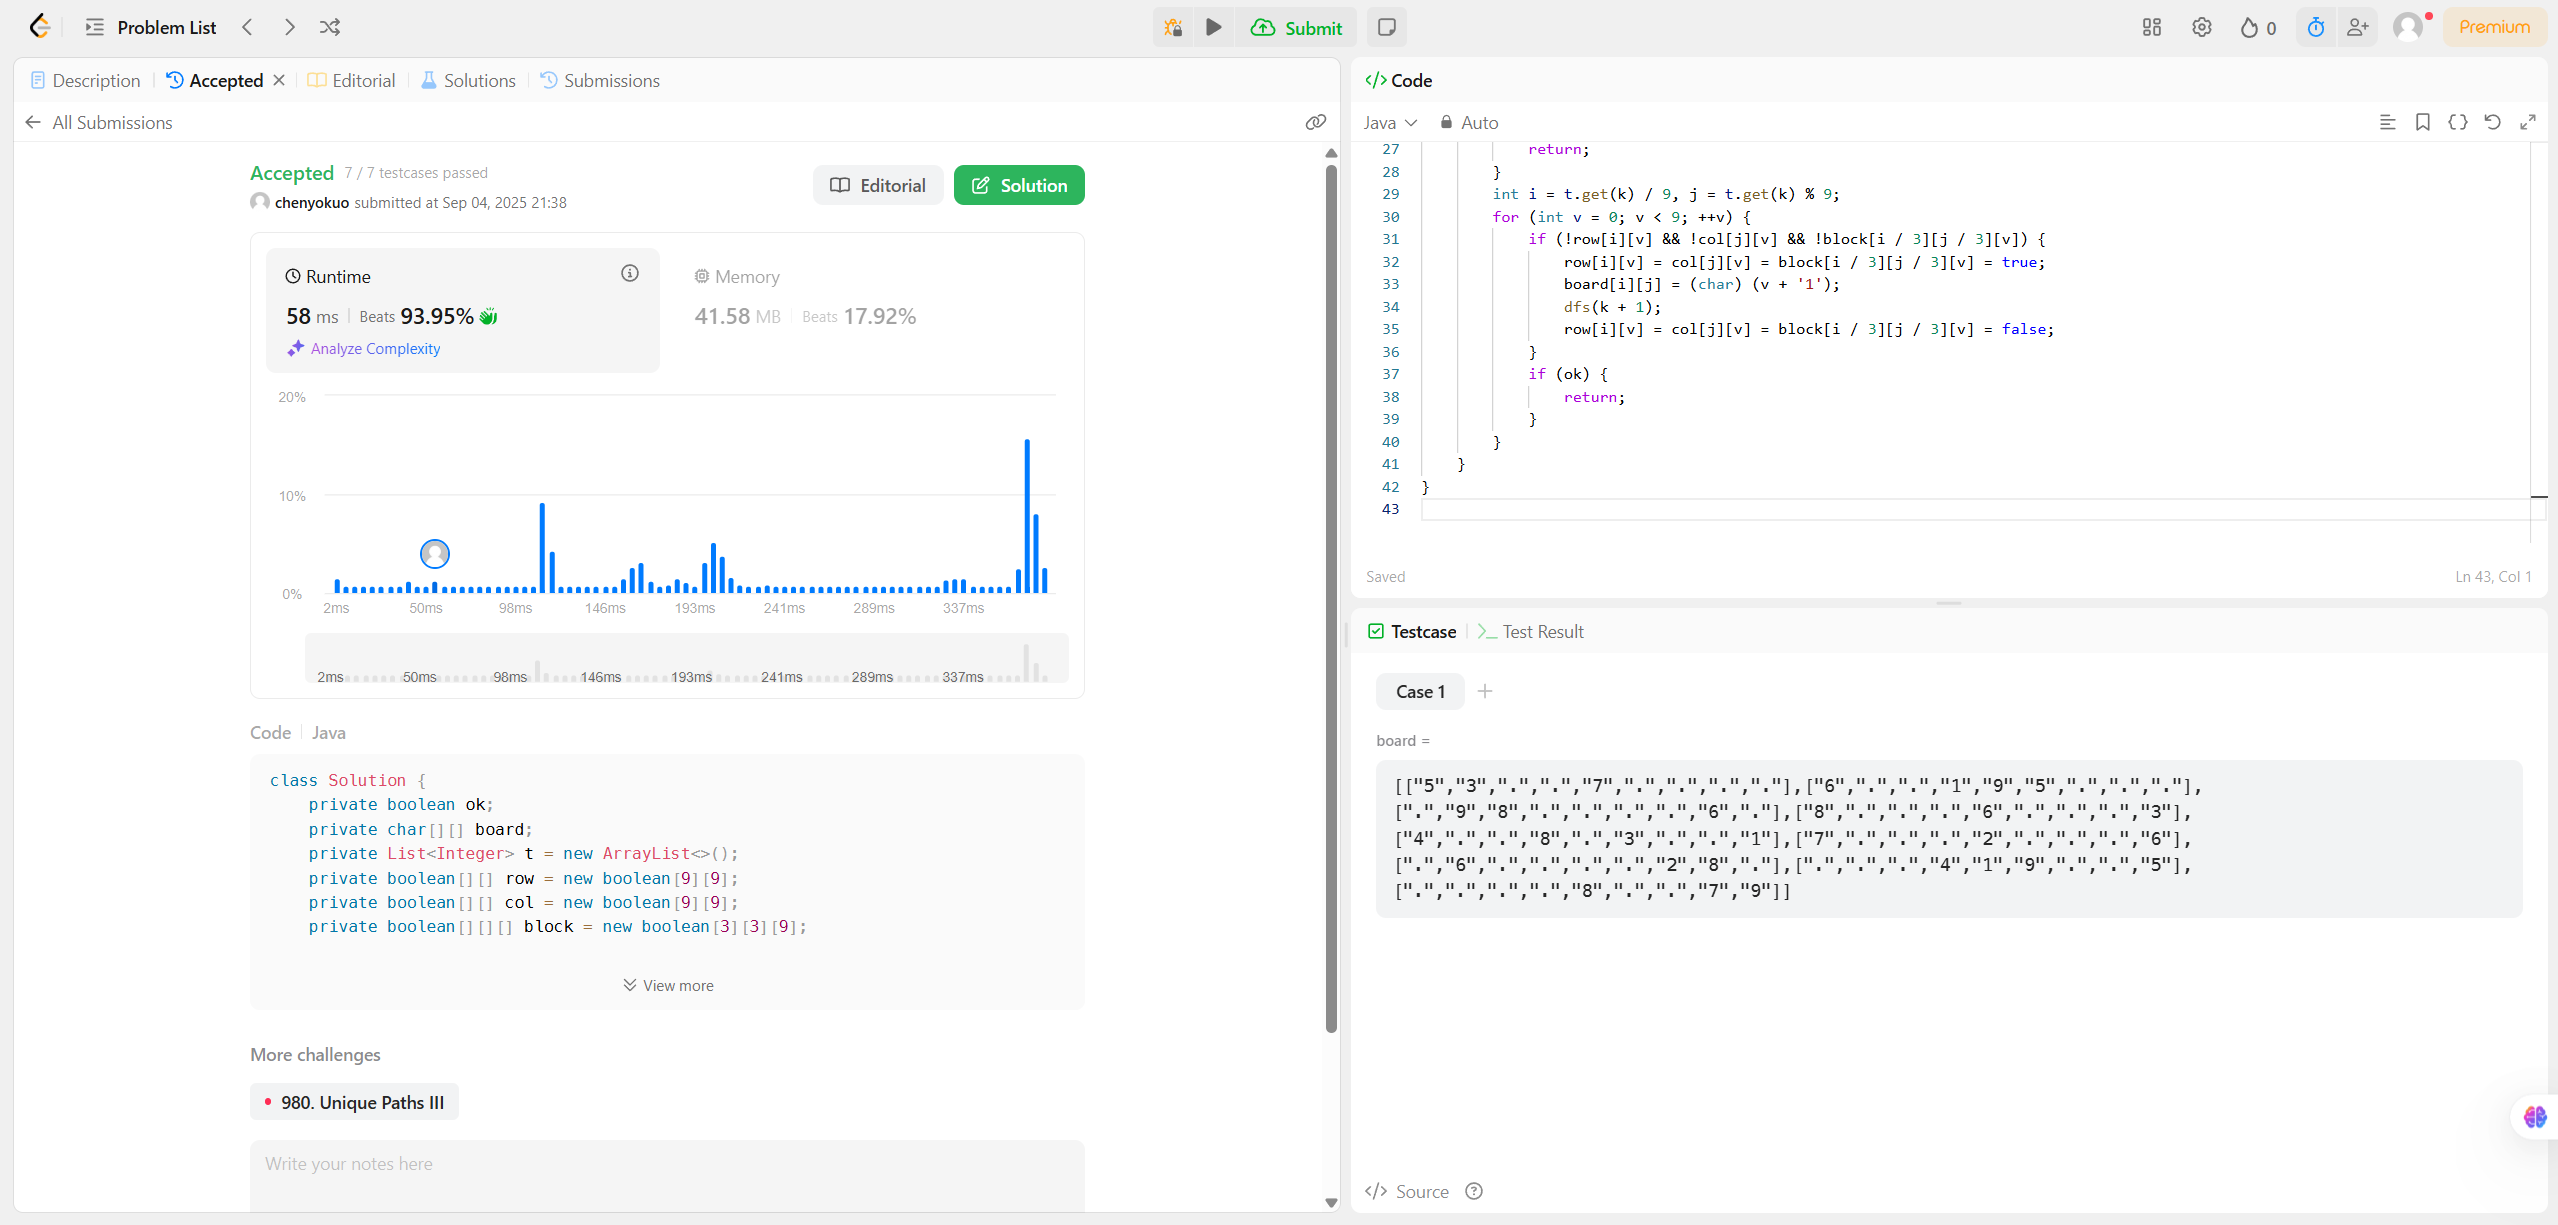 Problem List
Submit
0
Premium
Description
Accepted
Editorial
Solutions
Submissions
All Submissions
Accepted 7 / 7 testcases passed
chenyokuo submitted at Sep 04, 2025 21:38
Editorial
Solution
Runtime
58 ms Beats 93.95%
Analyze Complexity
Memory
41.58 MB Beats 17.92%
20%
10%
0%
2ms 50ms 98ms 146ms 193ms 241ms 289ms 337ms
2ms 50ms 98ms 146ms 193ms 241ms 289ms 337ms
Code Java
class Solution {
    private boolean ok;
    private char[][] board;
    private List<Integer> t = new ArrayList<>();
    private boolean[][] row = new boolean[9][9];
    private boolean[][] col = new boolean[9][9];
    private boolean[][][] block = new boolean[3][3][9];
View more
More challenges
980. Unique Paths III
Write your notes here
</> Code
Java Auto
27 return;
28 }
29 int i = t.get(k) / 9, j = t.get(k) % 9;
30 for (int v = 0; v < 9; ++v) {
31 if (!row[i][v] && !col[j][v] && !block[i / 3][j / 3][v]) {
32 row[i][v] = col[j][v] = block[i / 3][j / 3][v] = true;
33 board[i][j] = (char) (v + '1');
34 dfs(k + 1);
35 row[i][v] = col[j][v] = block[i / 3][j / 3][v] = false;
36 }
37 if (ok) {
38 return;
39 }
40 }
41 }
42 }
43
Saved
Ln 43, Col 1
Testcase
Test Result
Case 1
board =
[["5","3",".",".","7",".",".",".","."],["6",".",".","1","9","5",".",".","."],
[".","9","8",".",".",".",".","6","."],["8",".",".",".","6",".",".",".","3"],
["4",".",".","8",".","3",".",".","1"],["7",".",".",".","2",".",".",".","6"],
[".","6",".",".",".",".","2","8","."],[".",".",".","4","1","9",".",".","5"],
[".",".",".",".","8",".",".","7","9"]]
</> Source